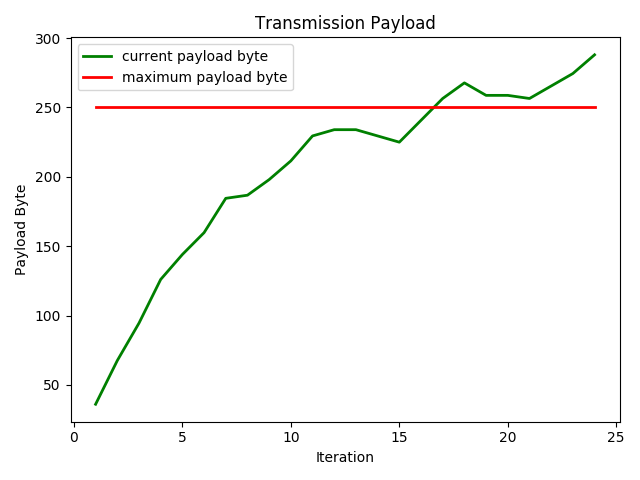 Transmission Payload
current payload byte
maximum payload byte
300
250
200
150
100
50
Payload Byte
0 5 10 15 20 25
Iteration